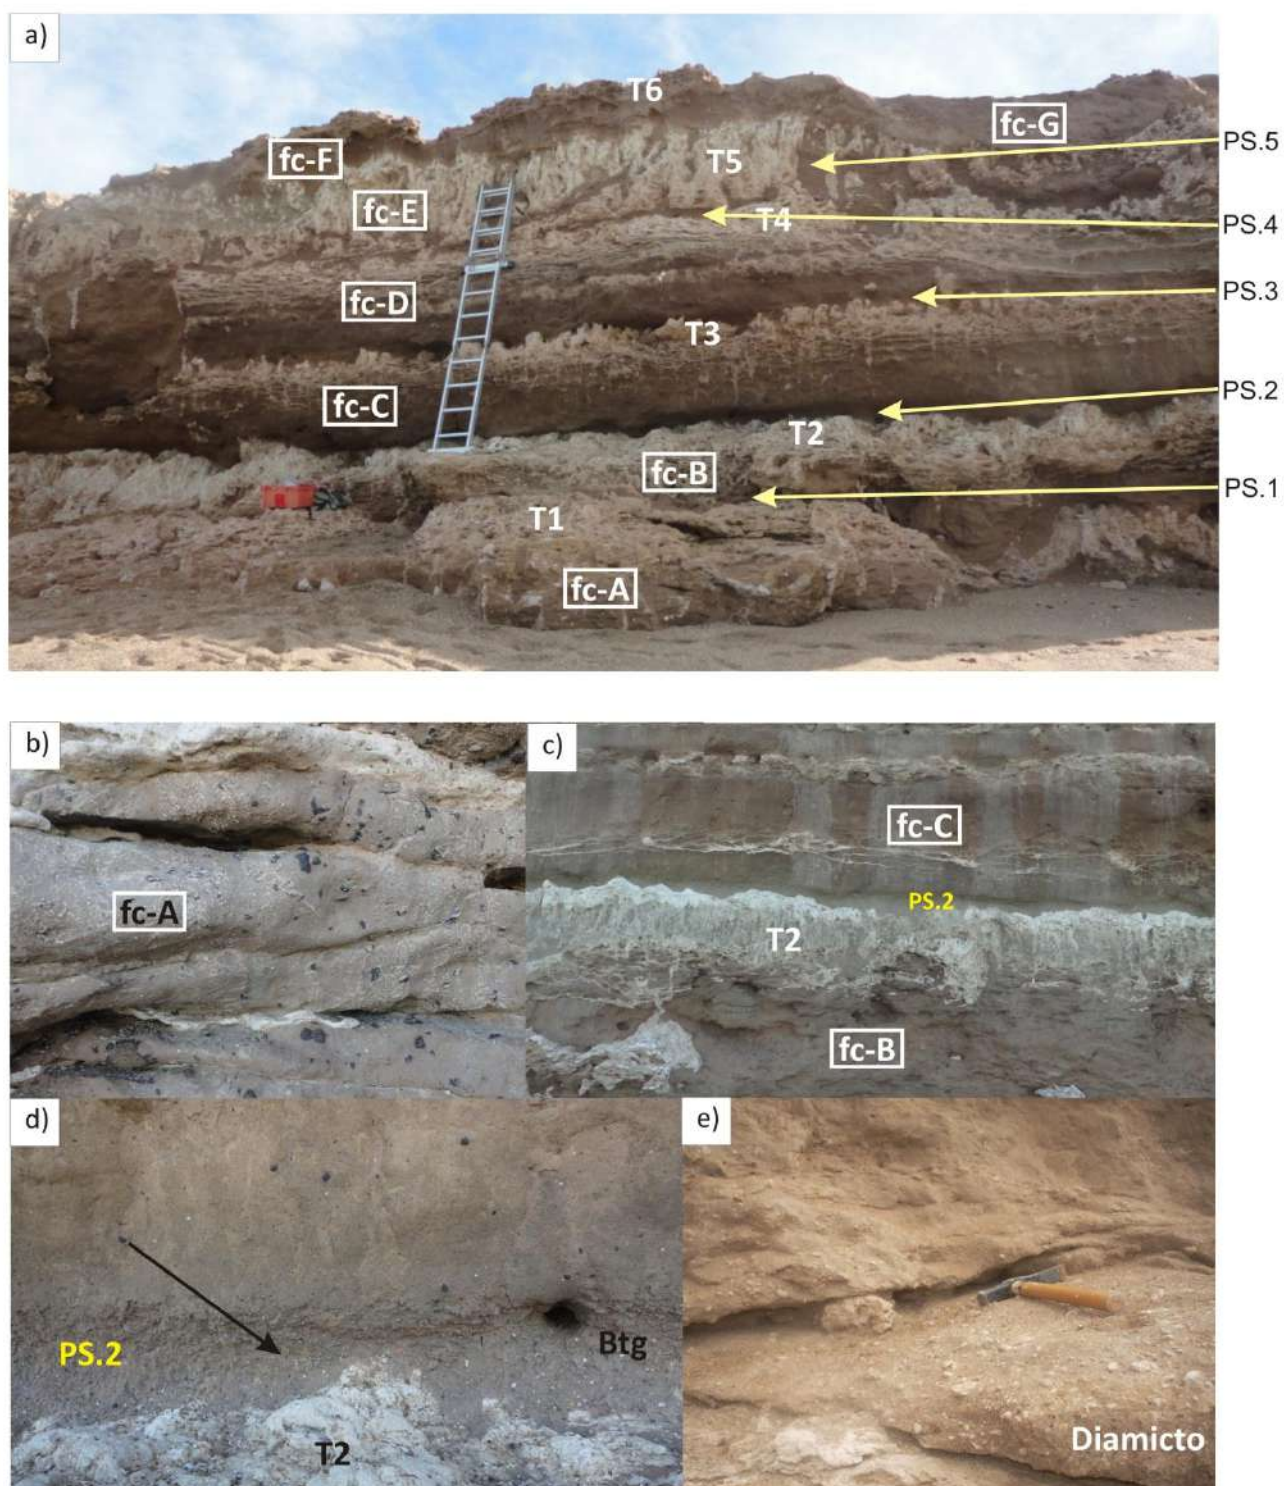 a)
T6
fc-G
PS.5
fc-F
T5
fc-E
T4
PS.4
PS.3
fc-D
T3
PS.2
fc-C
T2
fc-B
PS.1
T1
fc-A
b)
fc-A
c)
fc-C
PS.2
T2
fc-B
d)
PS.2
Btg
T2
e)
Diamicto